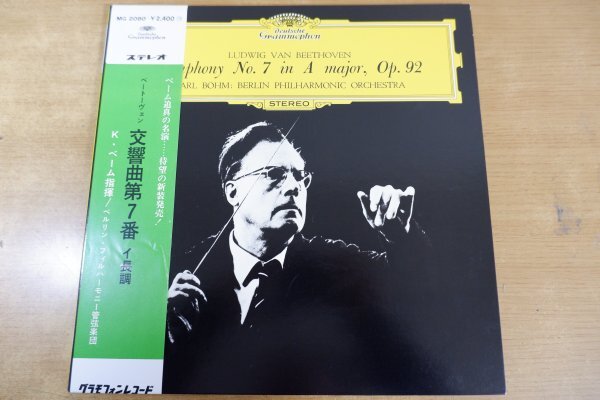 MG 2080 ¥2,400
Deutsche
Grammophon
ステレオ
ベートーヴェン
交響曲第7番 イ長調
K・ベーム指揮/ベルリン・フィルハーモニー管弦楽団
ベーム迫真の名演……待望の新装発売!
グラモフォンレコード
Deutsche
Grammophon
LUDWIG VAN BEETHOVEN
phony No. 7 in A major, Op. 92
ARL BÖHM: BERLIN PHILHARMONIC ORCHESTRA
STEREO